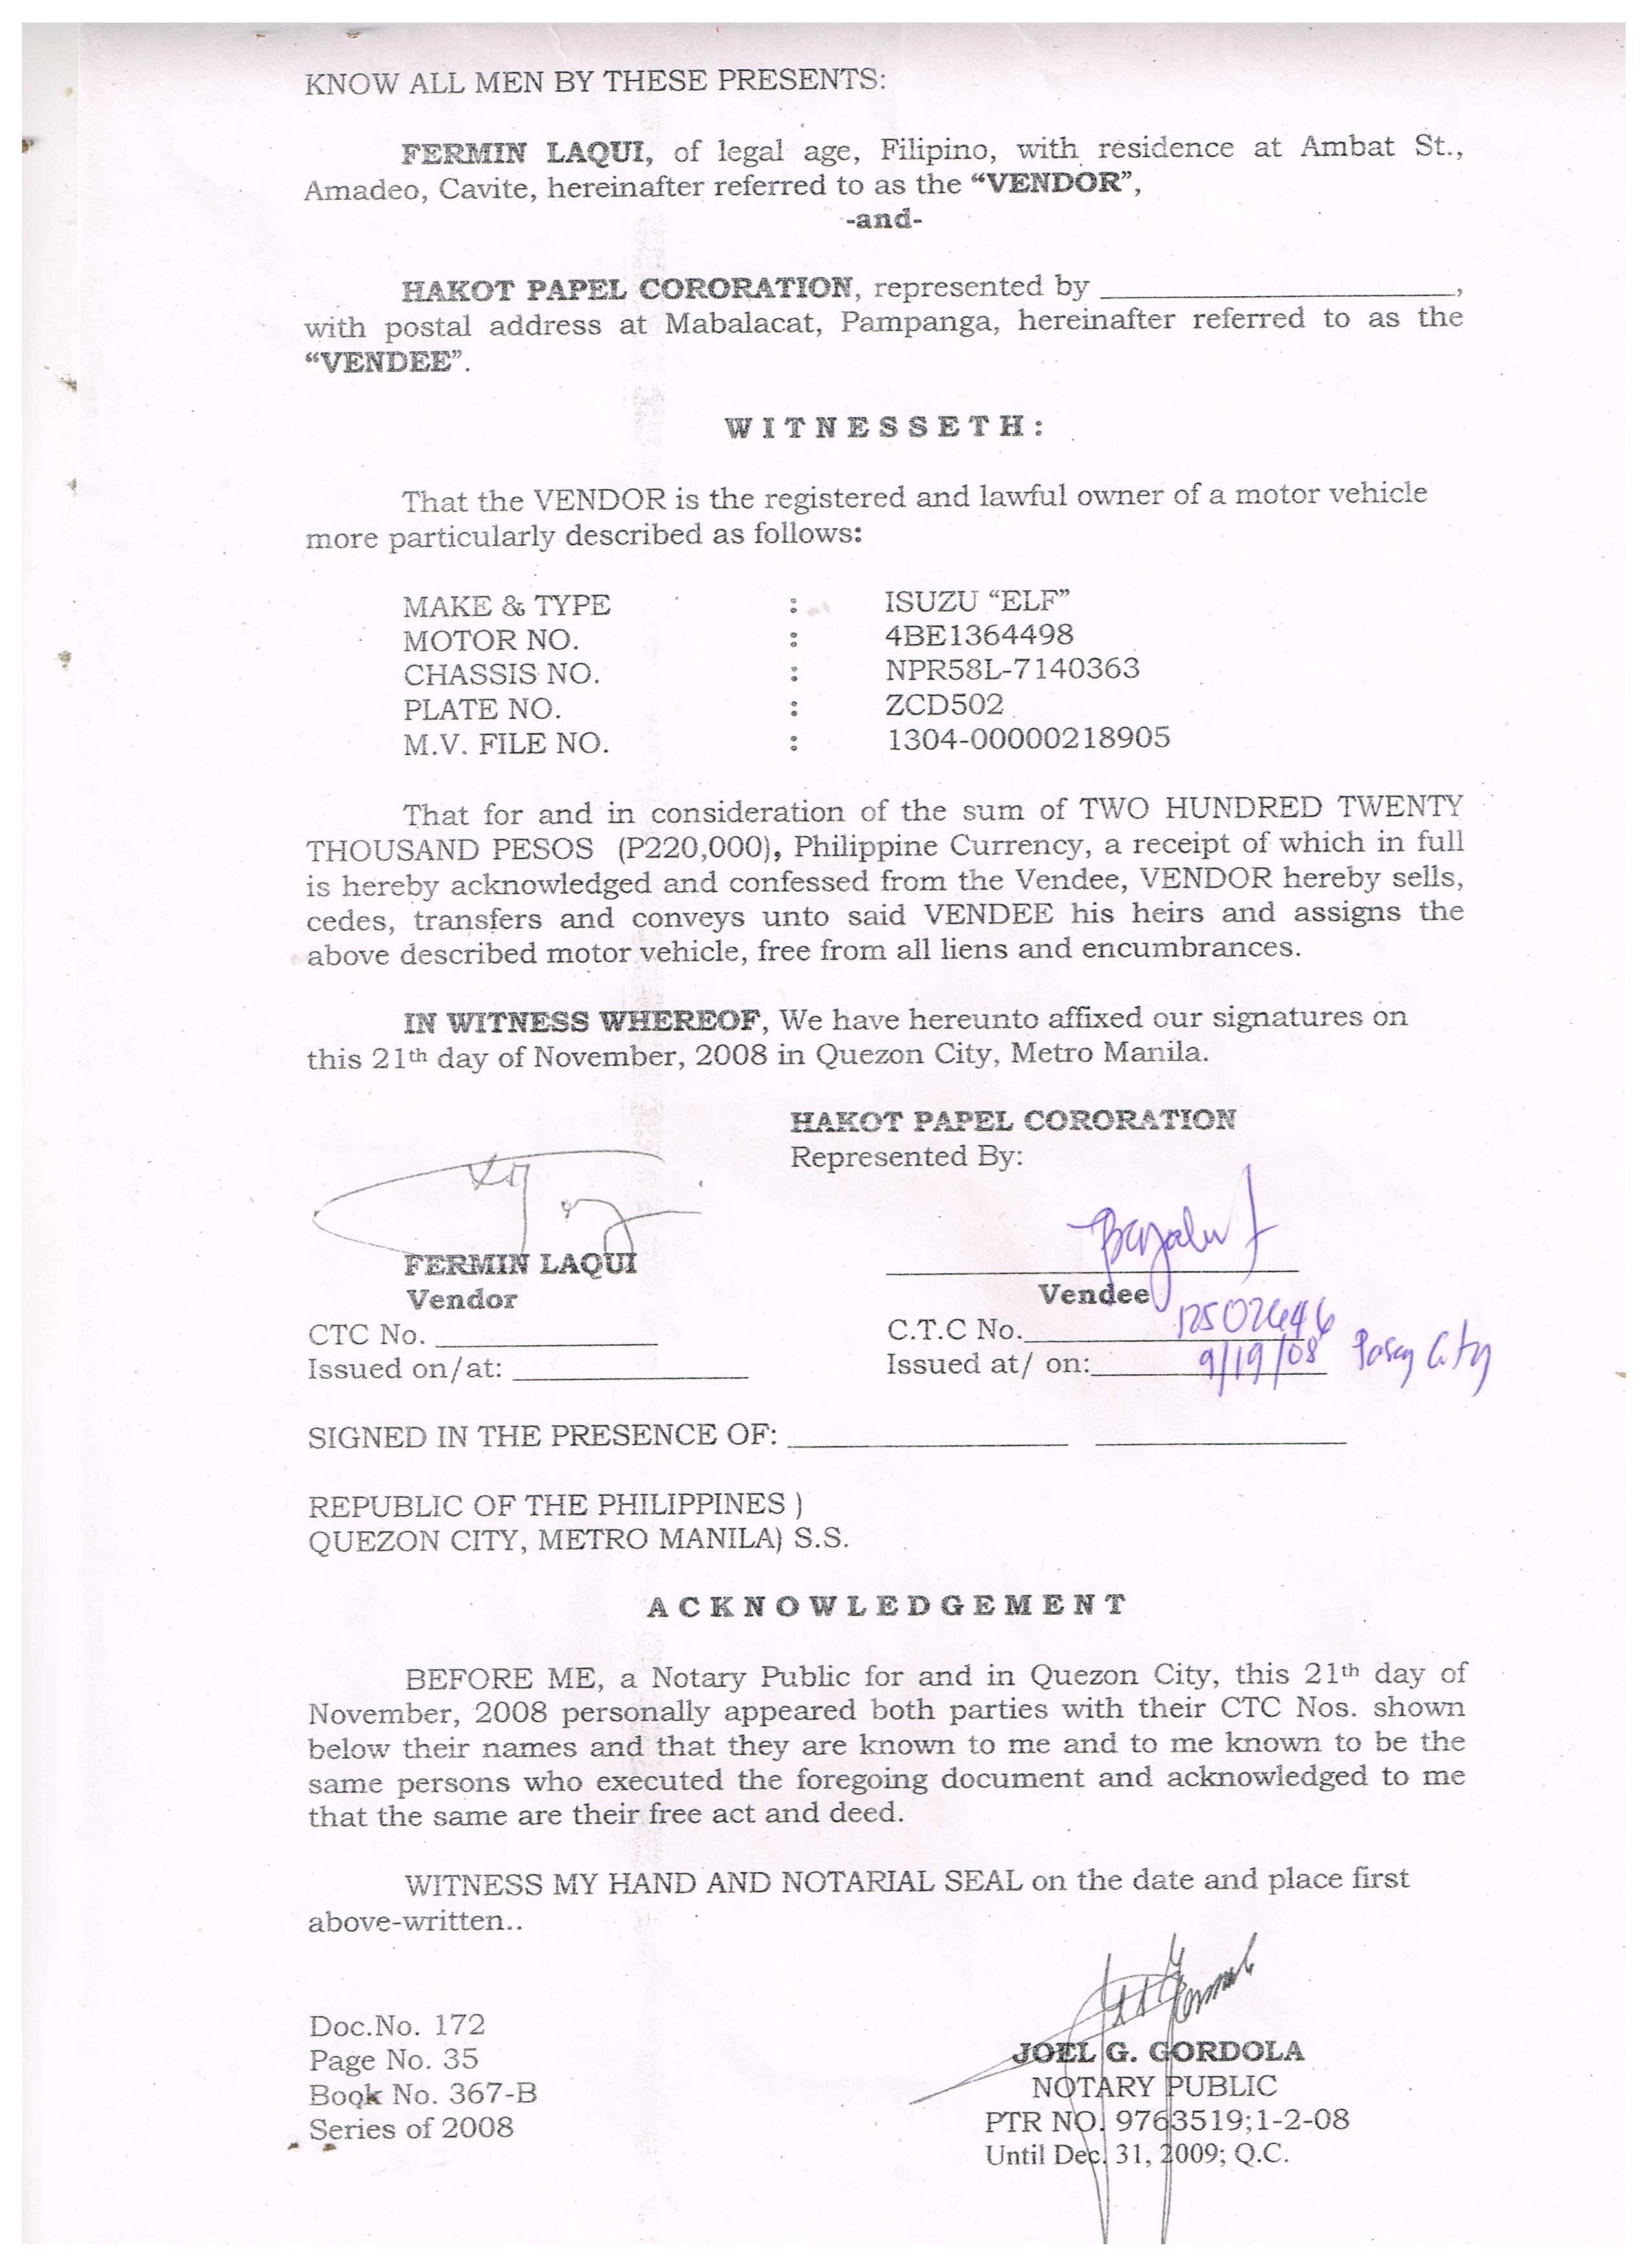 KNOW ALL MEN BY THESE PRESENTS:
FERMIN LAQUI, of legal age, Filipino, with residence at Ambat St.,
Amadeo, Cavite, hereinafter referred to as the “VENDOR”,
-and-
HAKOT PAPEL CORORATION, represented by ____________________,
with postal address at Mabalacat, Pampanga, hereinafter referred to as the
“VENDEE”.
WITNESSETH:
That the VENDOR is the registered and lawful owner of a motor vehicle
more particularly described as follows:
MAKE & TYPE : ISUZU “ELF”
MOTOR NO. : 4BE1364498
CHASSIS NO. : NPR58L-7140363
PLATE NO. : ZCD502
M.V. FILE NO. : 1304-00000218905
That for and in consideration of the sum of TWO HUNDRED TWENTY
THOUSAND PESOS (P220,000), Philippine Currency, a receipt of which in full
is hereby acknowledged and confessed from the Vendee, VENDOR hereby sells,
cedes, transfers and conveys unto said VENDEE his heirs and assigns the
above described motor vehicle, free from all liens and encumbrances.
IN WITNESS WHEREOF, We have hereunto affixed our signatures on
this 21th day of November, 2008 in Quezon City, Metro Manila.
HAKOT PAPEL CORORATION
Represented By:
FERMIN LAQUI
Vendor
Vendee
CTC No. ______________
C.T.C No.
Issued on/at: ______________
Issued at/ on: 9/19/08 Pasay City
SIGNED IN THE PRESENCE OF: __________________ ________________
REPUBLIC OF THE PHILIPPINES )
QUEZON CITY, METRO MANILA) S.S.
ACKNOWLEDGEMENT
BEFORE ME, a Notary Public for and in Quezon City, this 21th day of
November, 2008 personally appeared both parties with their CTC Nos. shown
below their names and that they are known to me and to me known to be the
same persons who executed the foregoing document and acknowledged to me
that the same are their free act and deed.
WITNESS MY HAND AND NOTARIAL SEAL on the date and place first
above-written..
Doc.No. 172
Page No. 35
Book No. 367-B
Series of 2008
JOEL G. GORDOLA
NOTARY PUBLIC
PTR NO. 9763519;1-2-08
Until Dec. 31, 2009; Q.C.